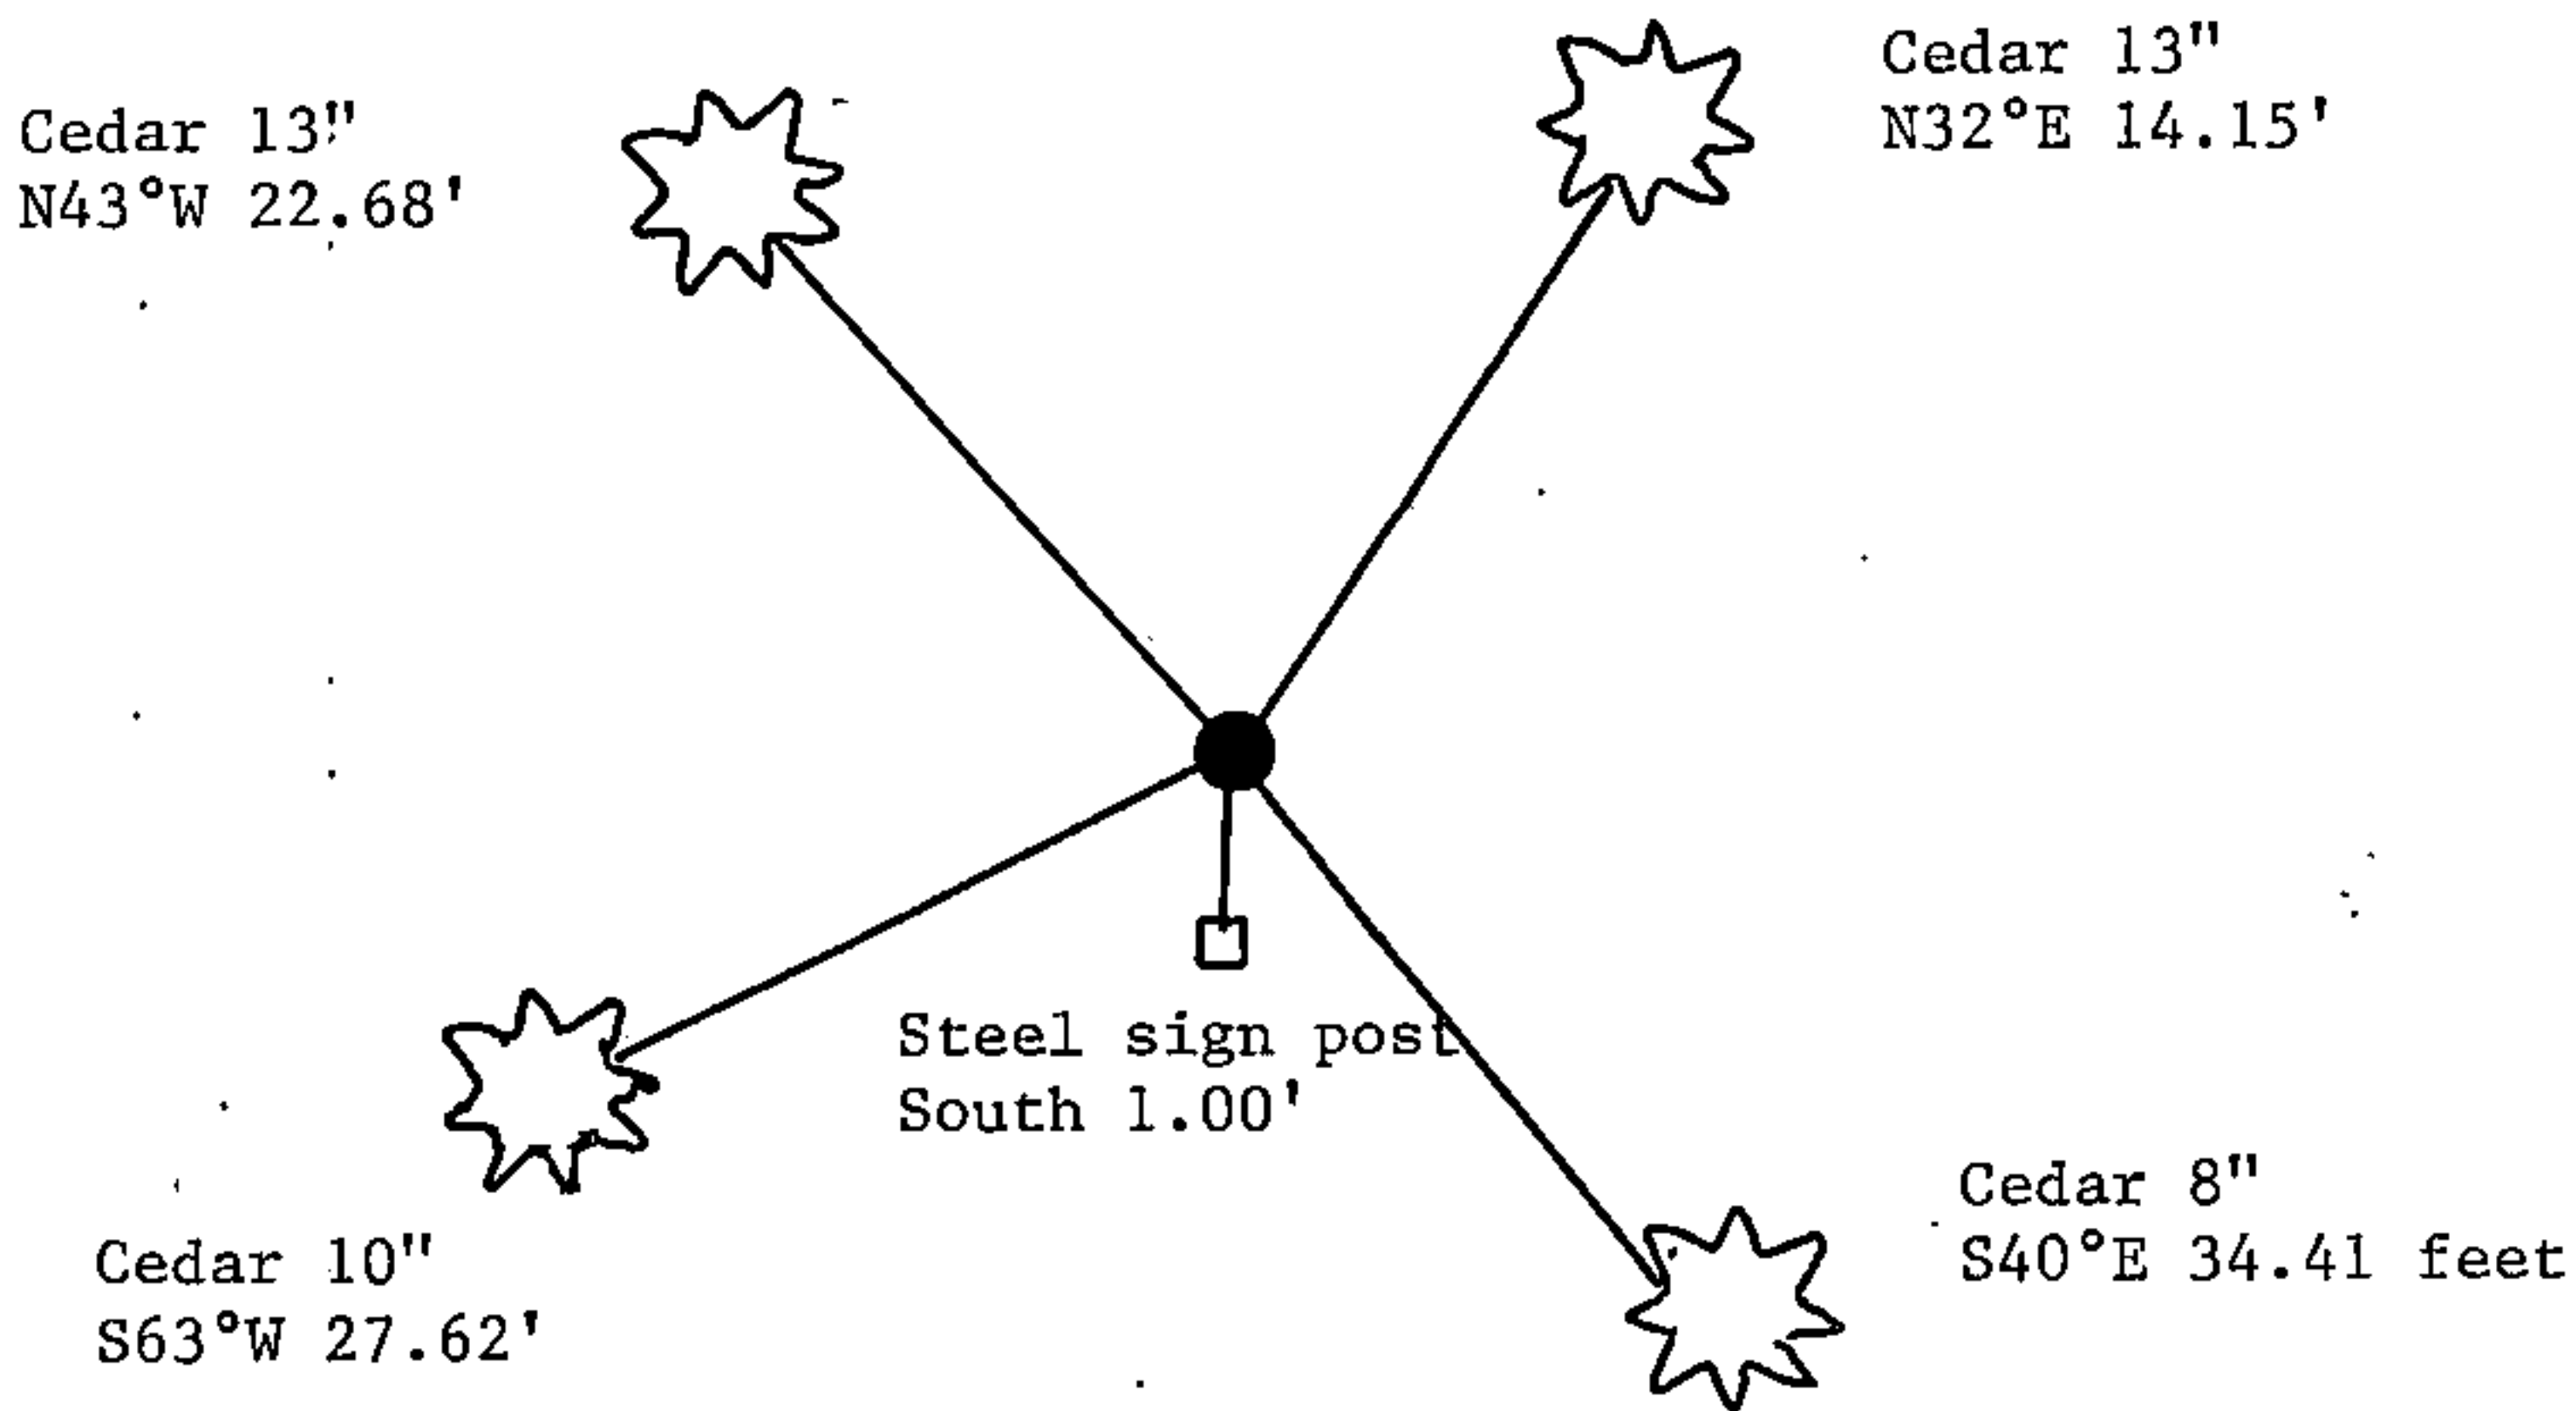 Cedar 13"
N43°W 22.68'
Cedar 13"
N32°E 14.15'
Steel sign post
South 1.00'
Cedar 10"
S63°W 27.62'
Cedar 8"
S40°E 34.41 feet